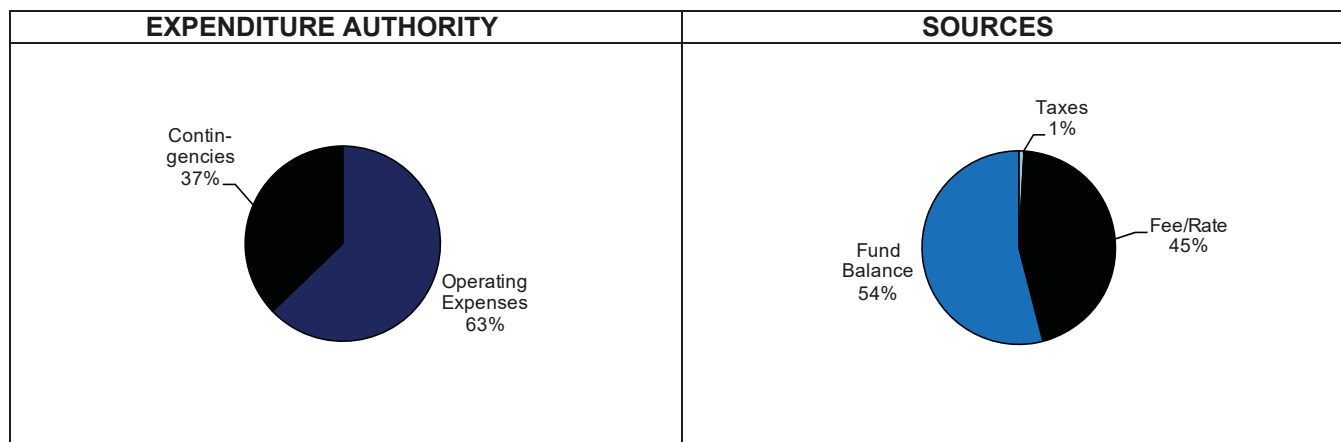 EXPENDITURE AUTHORITY
Contin-
gencies
37%
Operating
Expenses
63%
SOURCES
Taxes
1%
Fee/Rate
45%
Fund
Balance
54%